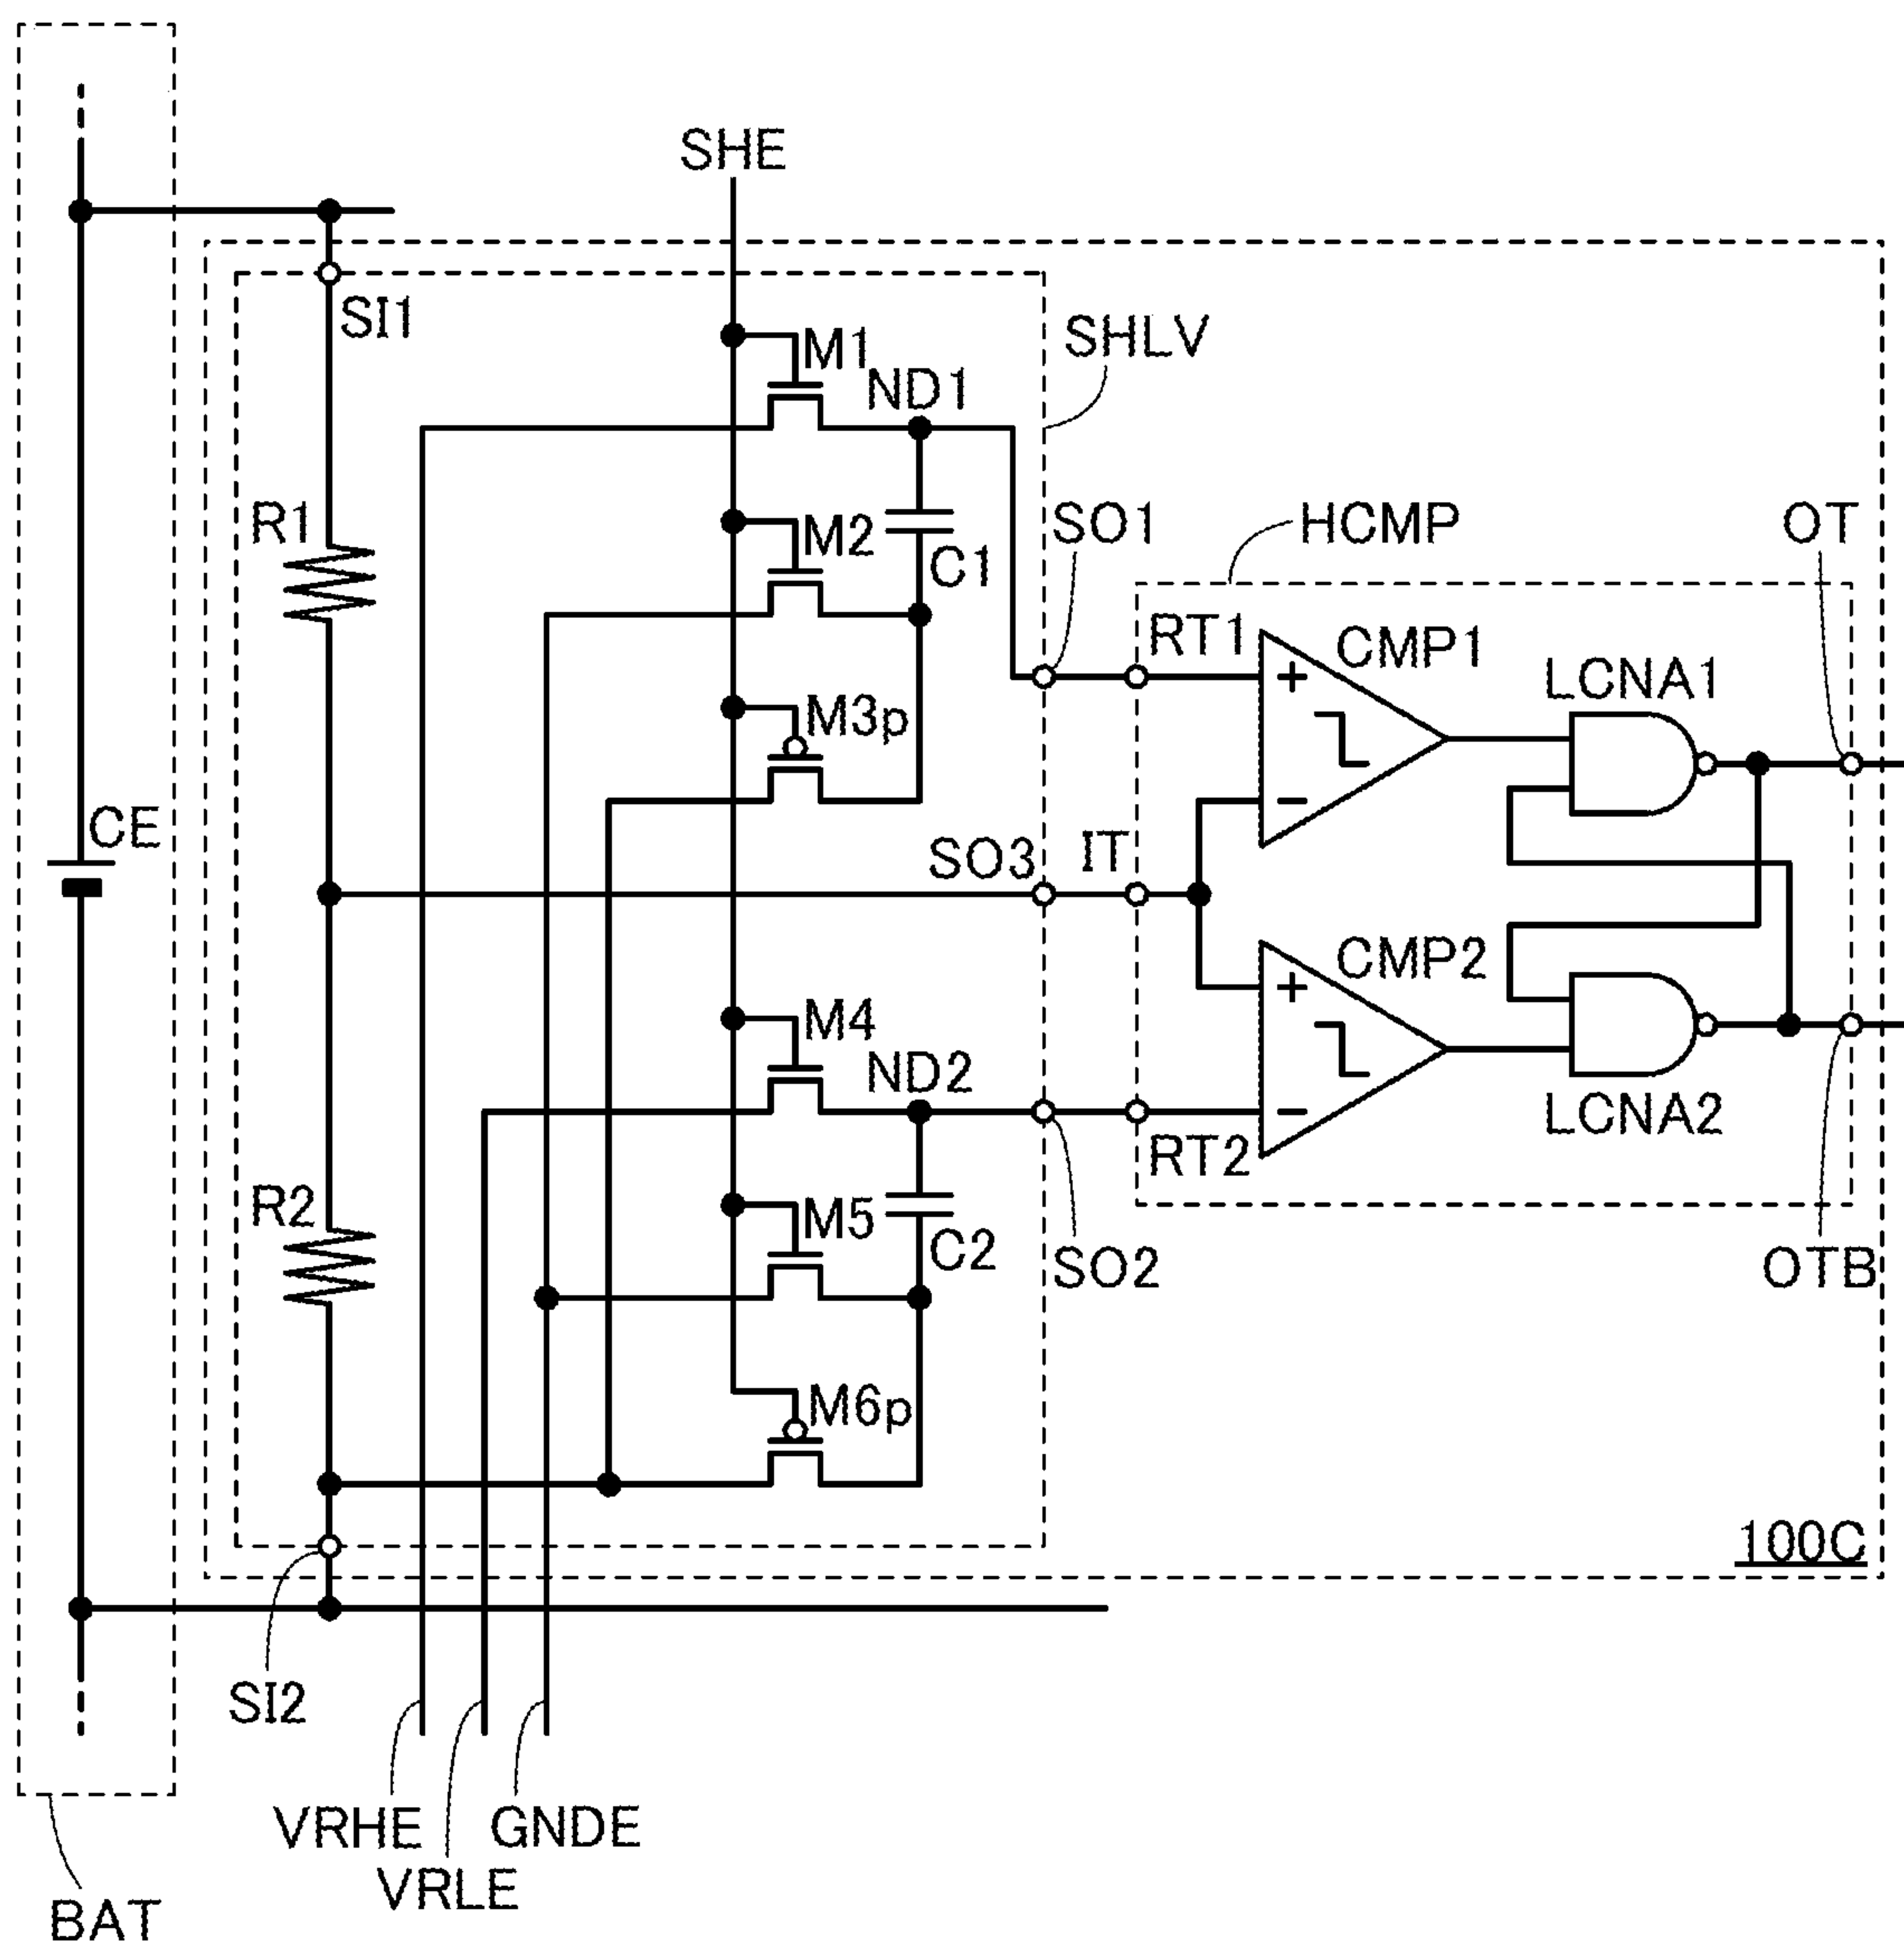 SHE
SI1
M1
ND1
SHLV
R1
M2
C1
SO1
HCMP
OT
RT1
CMP1
LCNA1
+
M3p
−
CE
SO3
IT
CMP2
+
M4
ND2
−
LCNA2
RT2
R2
M5
C2
SO2
OTB
M6p
100C
SI2
VRHE
GNDE
VRLE
BAT